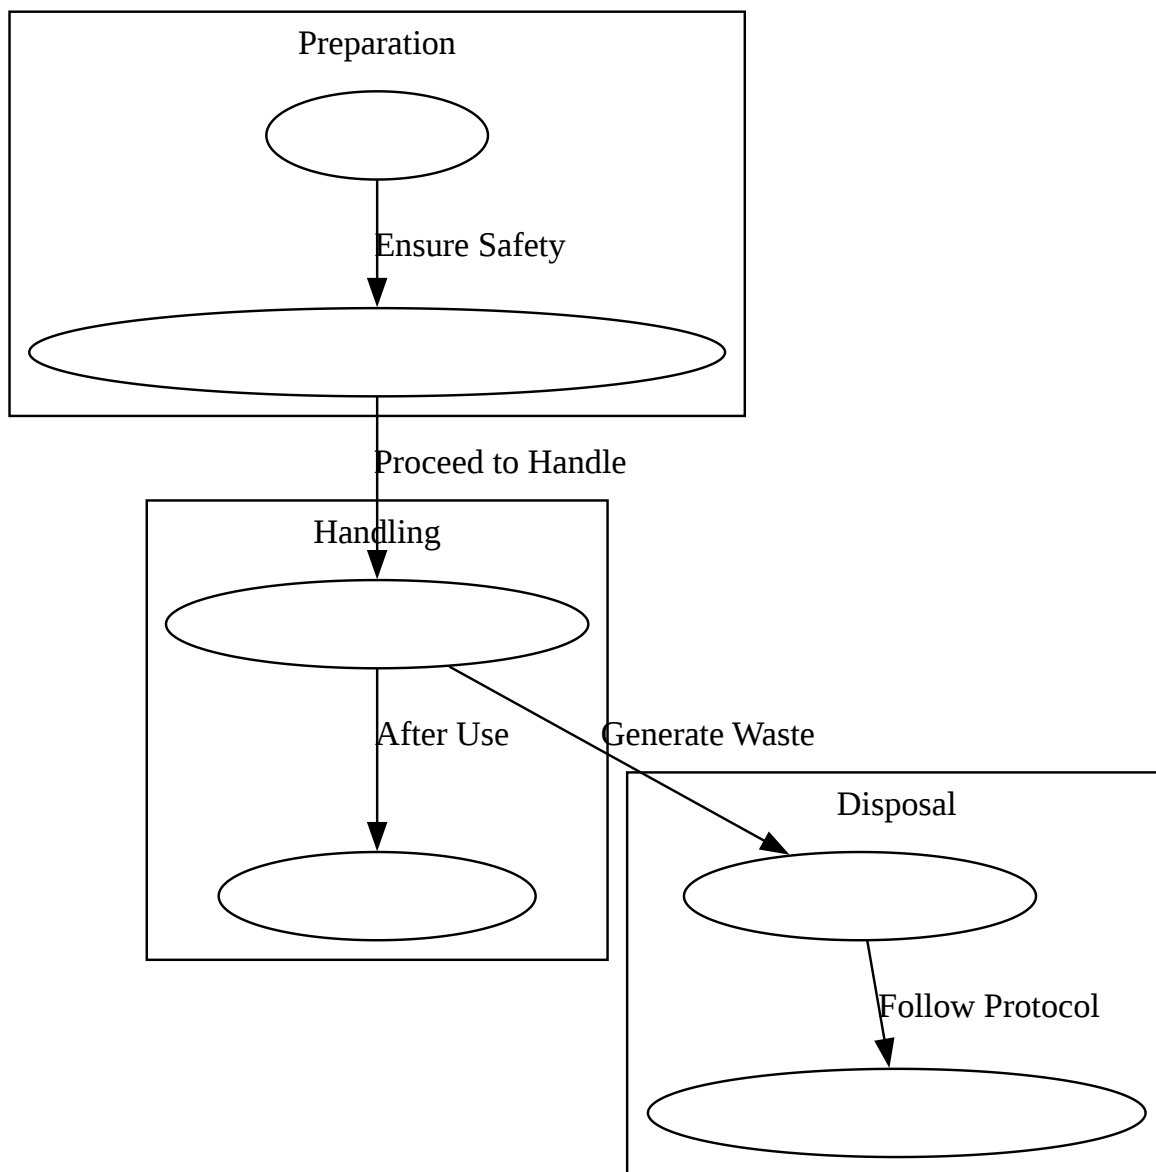 Preparation
Ensure Safety
Proceed to Handle
Handling
After Use
Generate Waste
Disposal
Follow Protocol